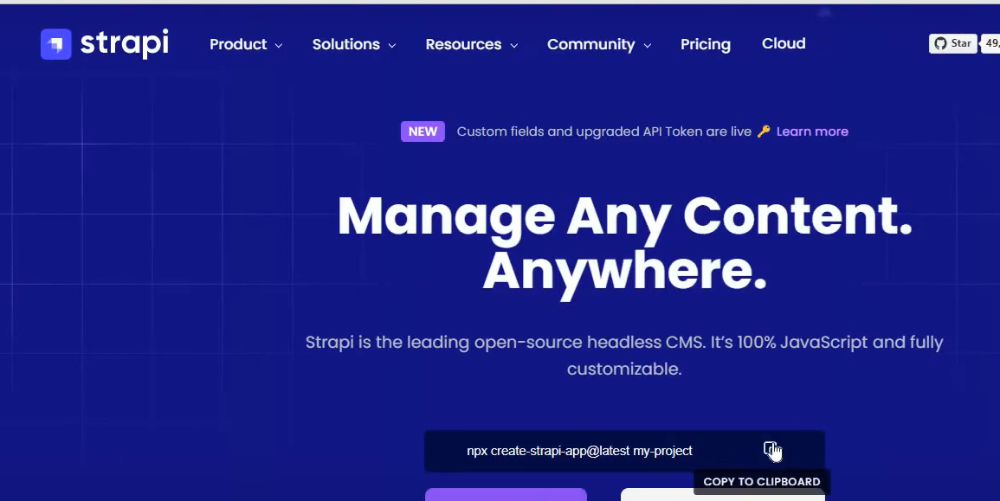 strapi Product Solutions Resources Community Pricing Cloud Star 49,
NEW Custom fields and upgraded API Token are live 🔑 Learn more
Manage Any Content.
Anywhere.
Strapi is the leading open-source headless CMS. It’s 100% JavaScript and fully
customizable.
npx create-strapi-app@latest my-project
COPY TO CLIPBOARD